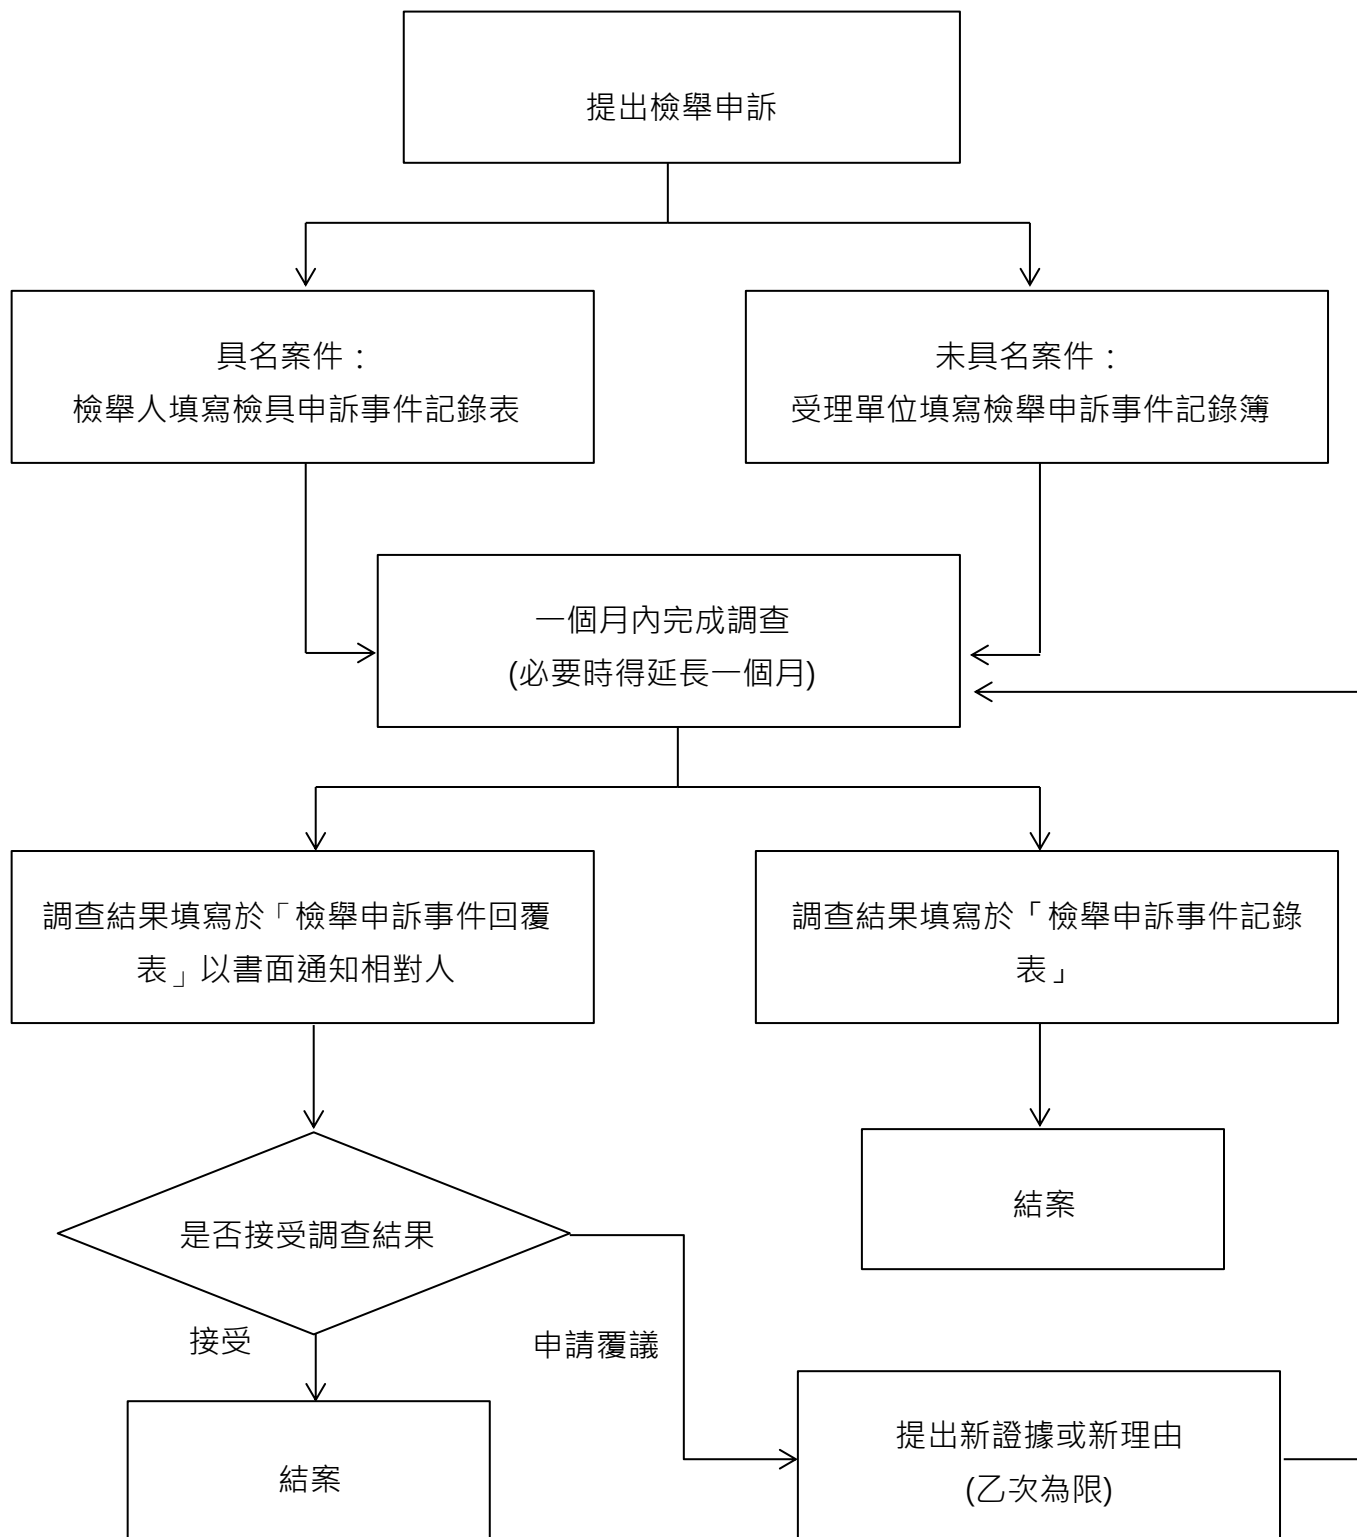 提出檢舉申訴
具名案件：
檢舉人填寫檢具申訴事件記錄表
未具名案件：
受理單位填寫檢舉申訴事件記錄簿
一個月內完成調查
(必要時得延長一個月)
調查結果填寫於「檢舉申訴事件回覆
表」以書面通知相對人
調查結果填寫於「檢舉申訴事件記錄
表」
結案
是否接受調查結果
接受
申請覆議
結案
提出新證據或新理由
(乙次為限)